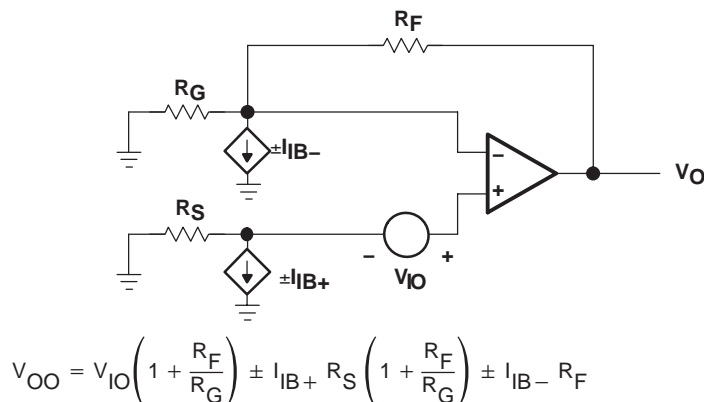 RF
RG
±IIB–
–
+
VO
RS
±IIB+
– +
VIO
VOO = VIO(1 + RF/RG) ± IIB+ RS(1 + RF/RG) ± IIB– RF